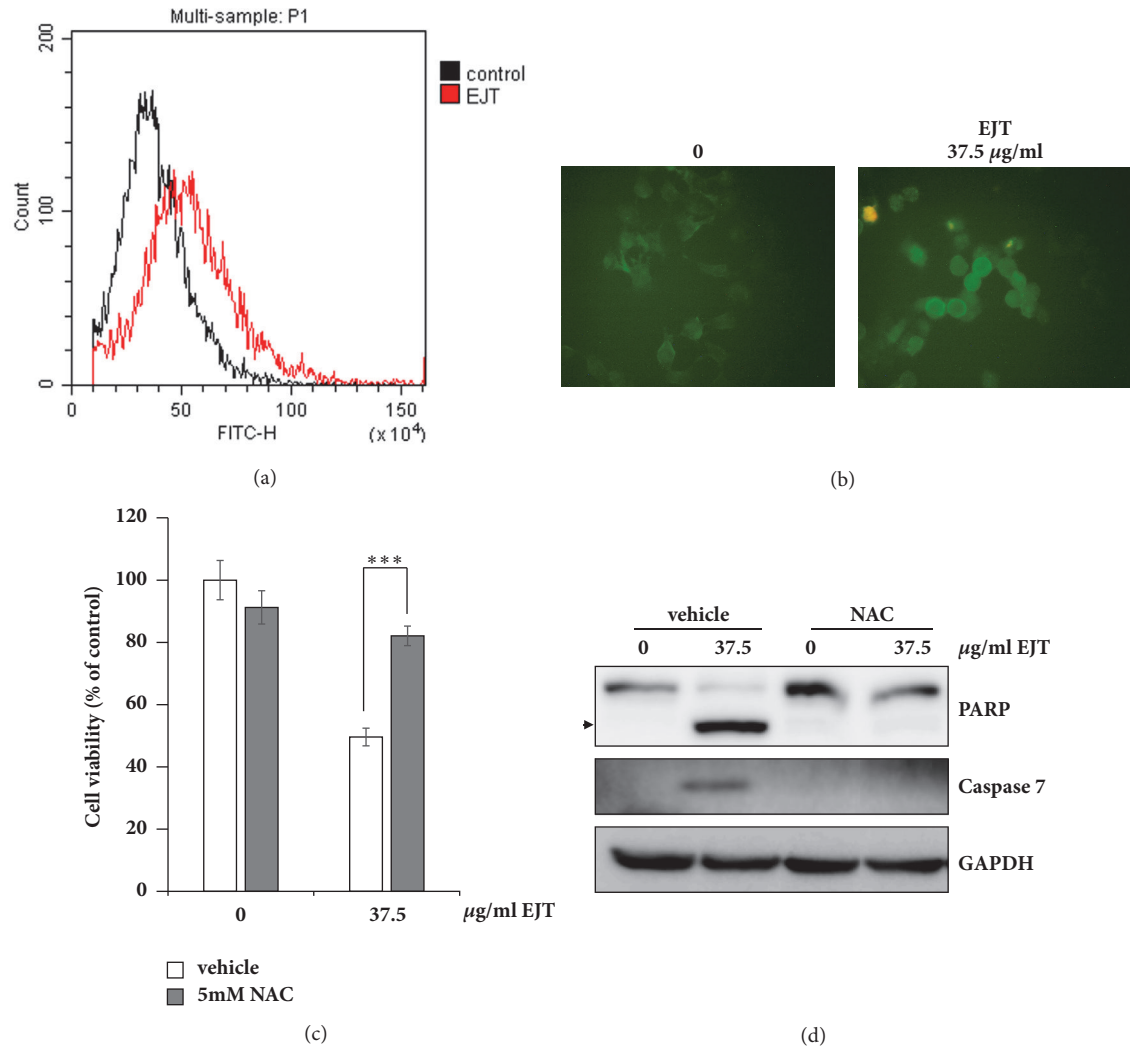 Multi-sample: P1
200
100
0
Count
0
50
100
150
(x 10⁴)
FITC-H
control
EJT
(a)
0
EJT
37.5 µg/ml
(b)
120
100
80
60
40
20
0
Cell viability (% of control)
***
0
37.5
µg/ml EJT
vehicle
5mM NAC
(c)
vehicle
NAC
0
37.5
0
37.5
µg/ml EJT
PARP
Caspase 7
GAPDH
(d)